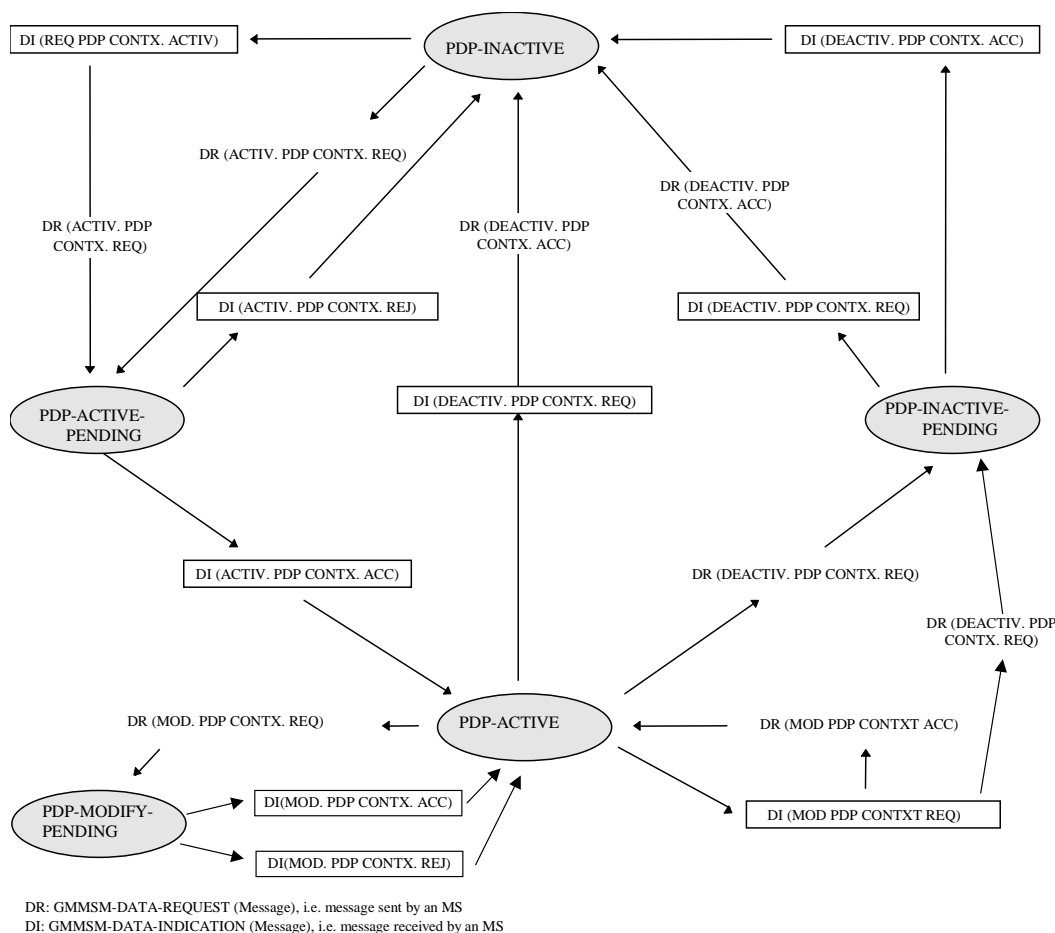 DI (REQ PDP CONTX. ACTIV)
PDP-INACTIVE
DI (DEACTIV. PDP CONTX. ACC)
DR (ACTIV. PDP CONTX. REQ)
DR (DEACTIV. PDP
CONTX. ACC)
DR (ACTIV. PDP
CONTX. REQ)
DR (DEACTIV. PDP
CONTX. ACC)
DI (ACTIV. PDP CONTX. REJ)
DI (DEACTIV. PDP CONTX. REQ)
PDP-ACTIVE-
PENDING
DI (DEACTIV. PDP CONTX. REQ)
PDP-INACTIVE-
PENDING
DI (ACTIV. PDP CONTX. ACC)
DR (DEACTIV. PDP CONTX. REQ)
DR (DEACTIV. PDP
CONTX. REQ)
DR (MOD. PDP CONTX. REQ)
PDP-ACTIVE
DR (MOD PDP CONTXT ACC)
PDP-MODIFY-
PENDING
DI(MOD. PDP CONTX. ACC)
DI (MOD PDP CONTXT REQ)
DI(MOD. PDP CONTX. REJ)
DR: GMMSM-DATA-REQUEST (Message), i.e. message sent by an MS
DI: GMMSM-DATA-INDICATION (Message), i.e. message received by an MS